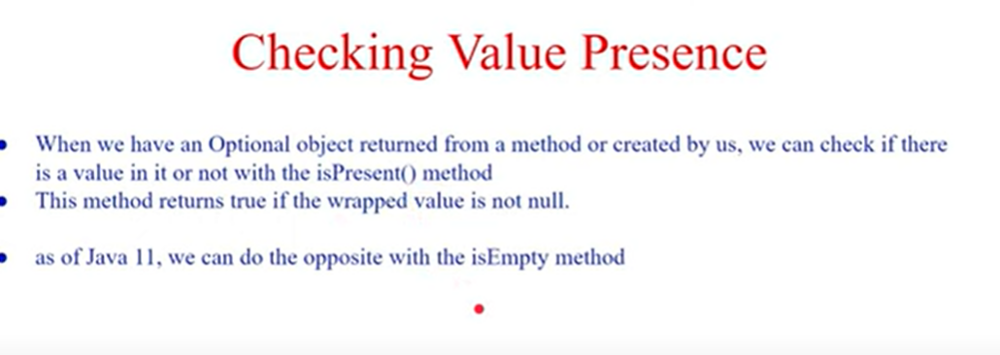 Checking Value Presence
• When we have an Optional object returned from a method or created by us, we can check if there
is a value in it or not with the isPresent() method
• This method returns true if the wrapped value is not null.
• as of Java 11, we can do the opposite with the isEmpty method